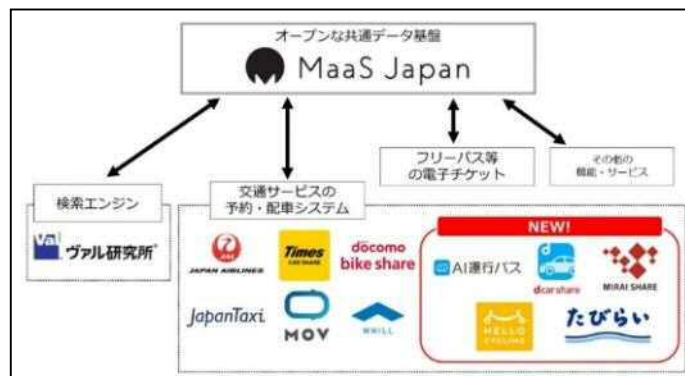 オープンな共通データ基盤
MaaS Japan
フリーパス等
の電子チケット
その他の
機能・サービス
検索エンジン
交通サービスの
予約・配車システム
NEW!
Val
ヴァル研究所
JAL
JAPAN AIRLINES
Times
CAR SHARE
docomo
bike share
AI運行バス
d
dcarshare
MIRAI SHARE
JapanTaxi
MOV
WHILL
HELLO
CYCLING
たびらい